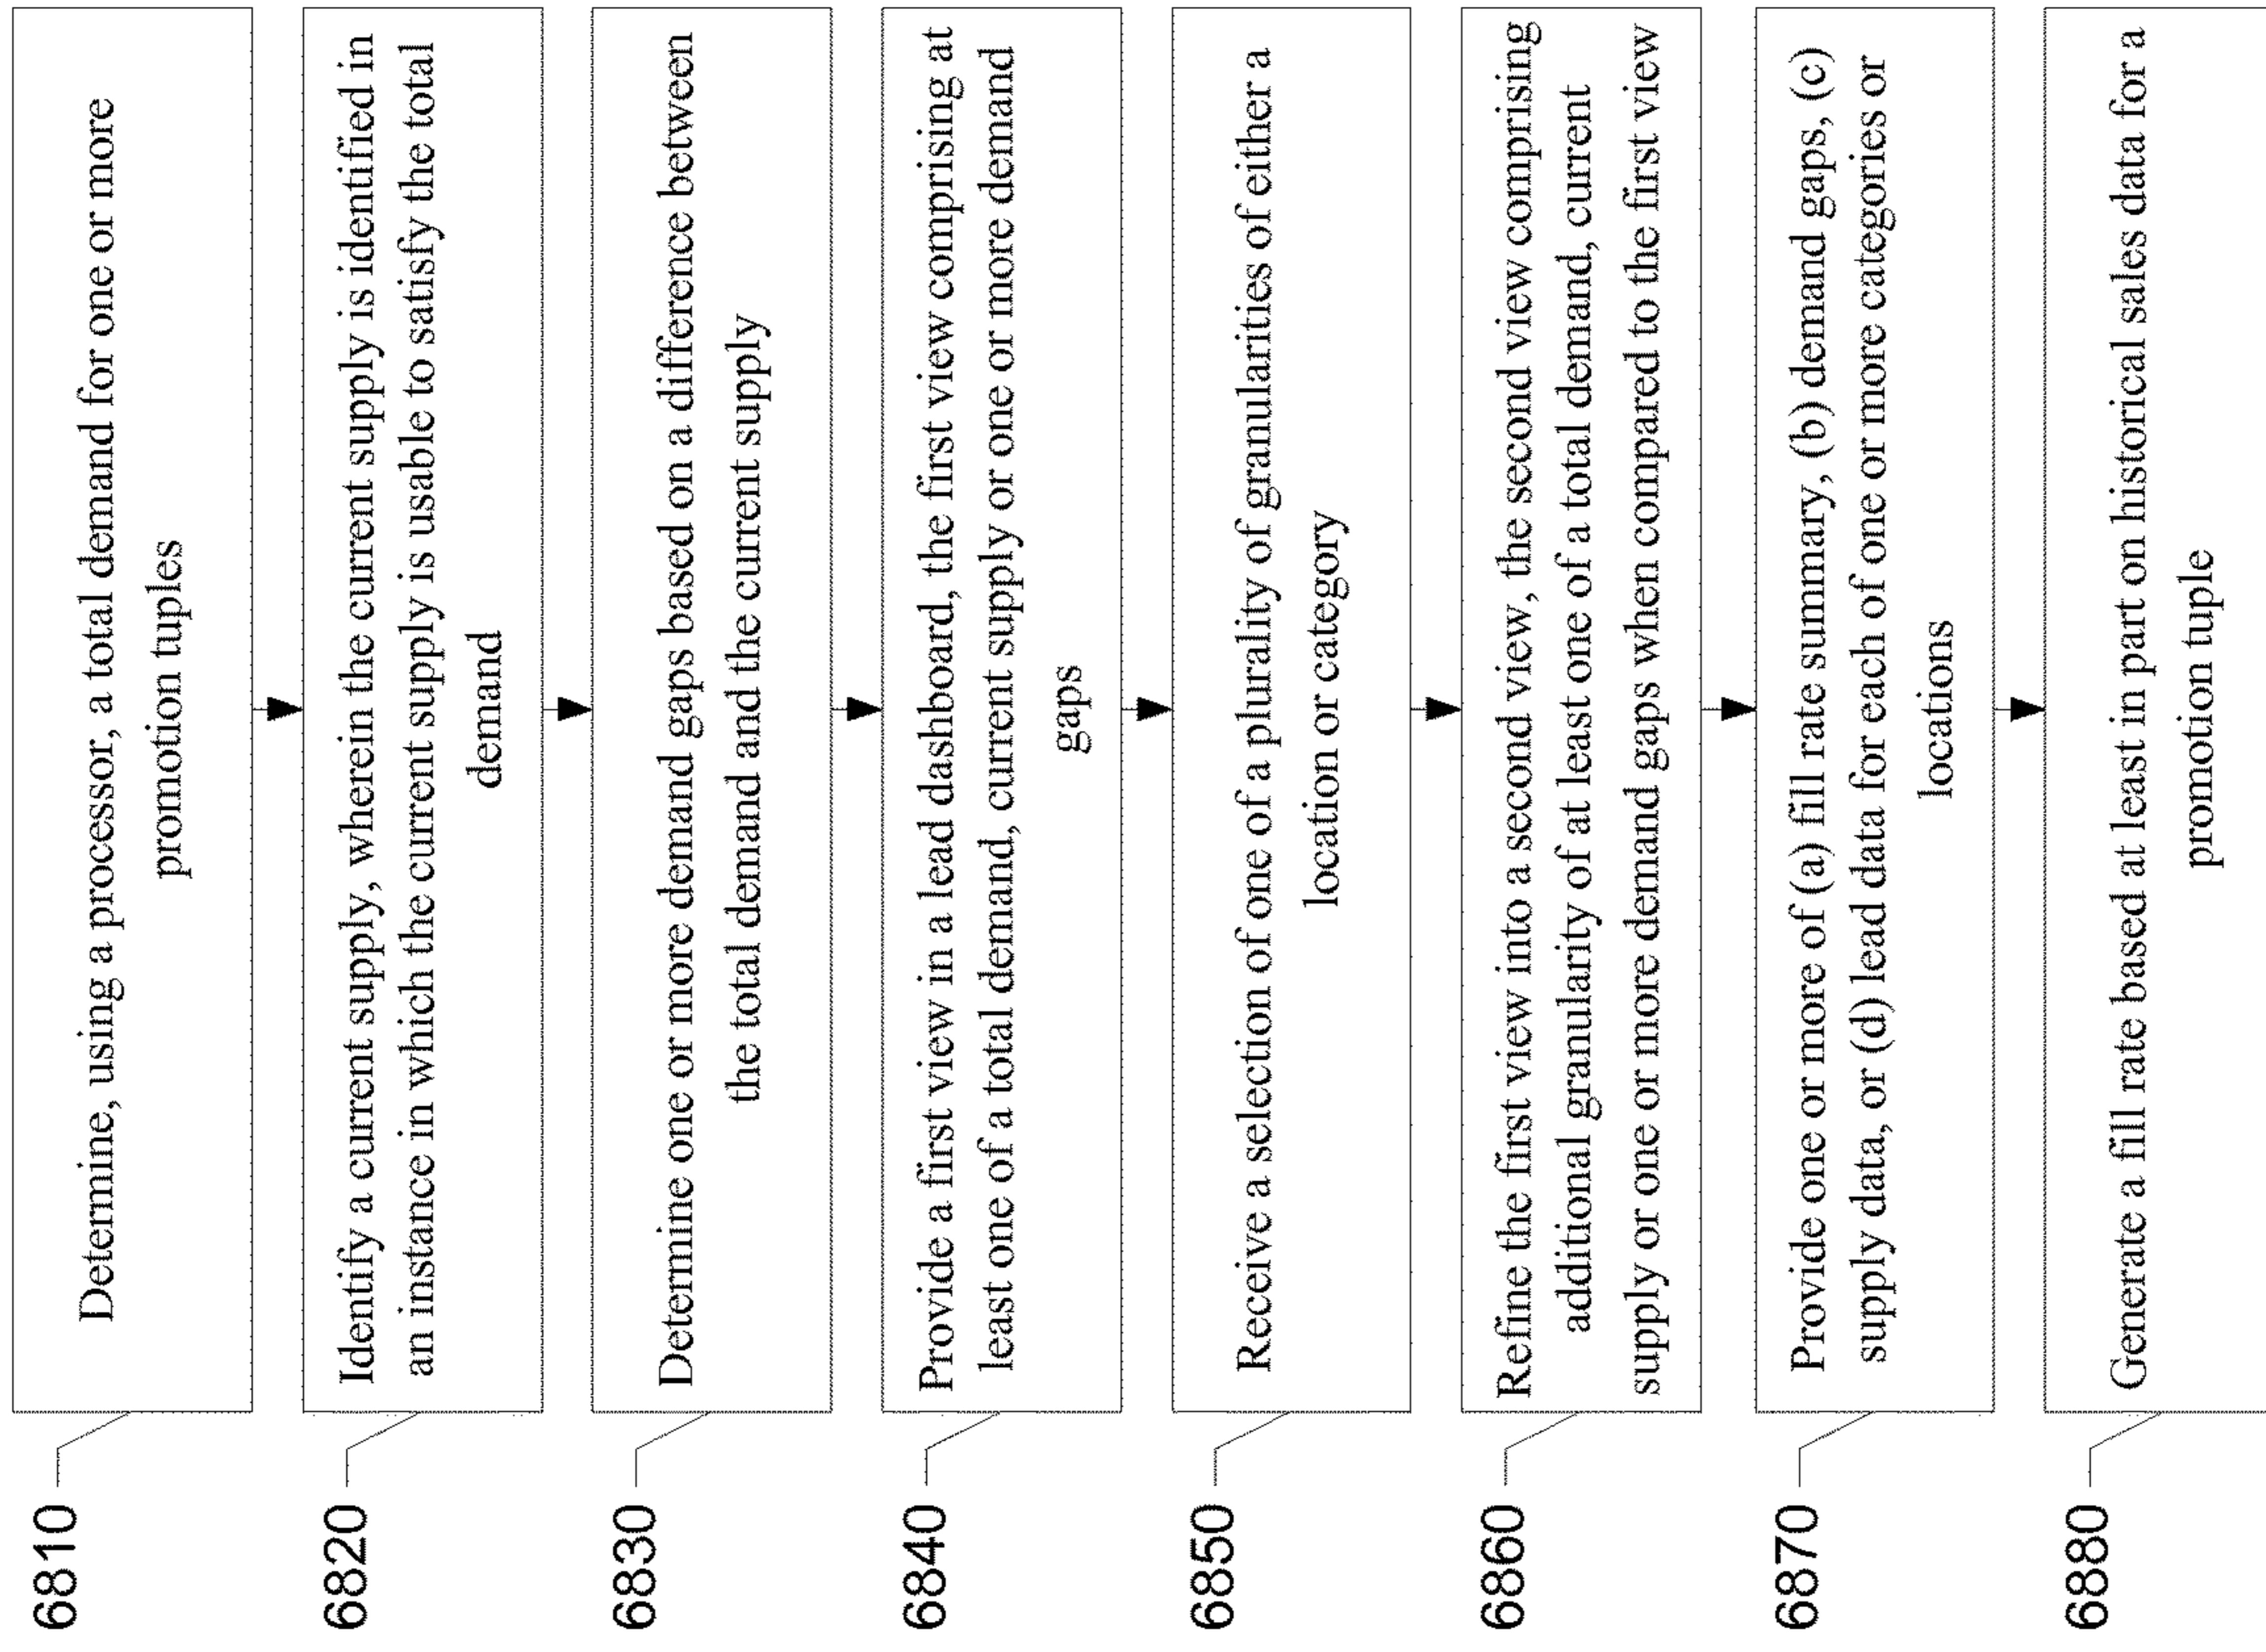 6810
Determine, using a processor, a total demand for one or more
promotion tuples
6820
Identify a current supply, wherein the current supply is identified in
an instance in which the current supply is usable to satisfy the total
demand
6830
Determine one or more demand gaps based on a difference between
the total demand and the current supply
6840
Provide a first view in a lead dashboard, the first view comprising at
least one of a total demand, current supply or one or more demand
gaps
6850
Receive a selection of one of a plurality of granularities of either a
location or category
6860
Refine the first view into a second view, the second view comprising
additional granularity of at least one of a total demand, current
supply or one or more demand gaps when compared to the first view
6870
Provide one or more of (a) fill rate summary, (b) demand gaps, (c)
supply data, or (d) lead data for each of one or more categories or
locations
6880
Generate a fill rate based at least in part on historical sales data for a
promotion tuple